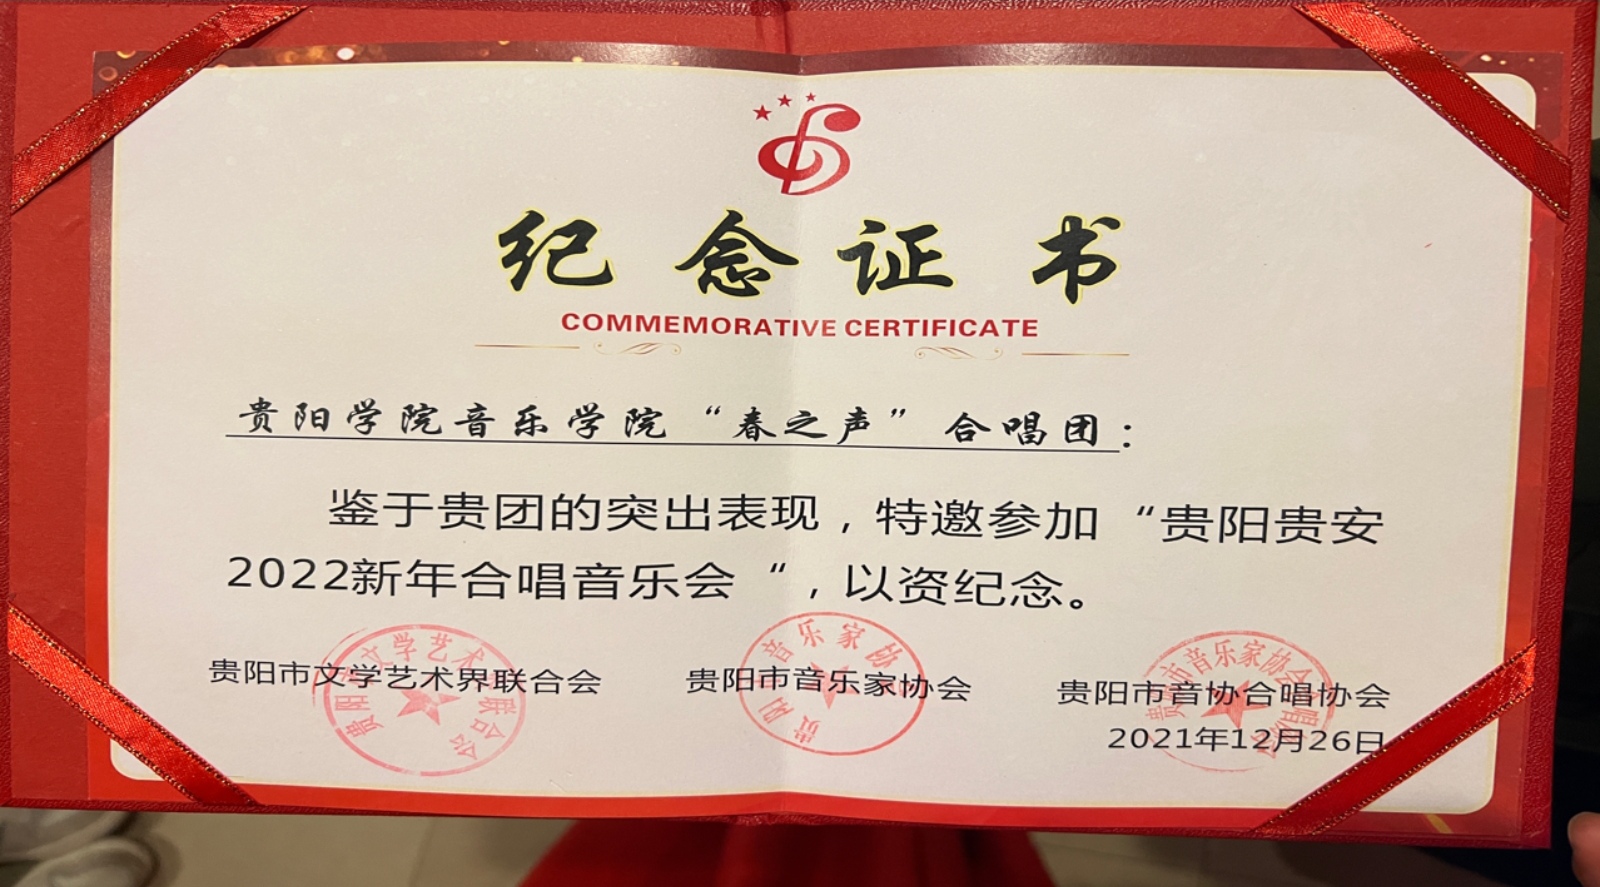 纪念证书
COMMEMORATIVE CERTIFICATE
贵阳学院音乐学院“春之声”合唱团：
鉴于贵团的突出表现，特邀参加“贵阳贵安
2022新年合唱音乐会“，以资纪念。
贵阳市文学艺术界联合会 贵阳市音乐家协会 贵阳市音协合唱协会
2021年12月26日